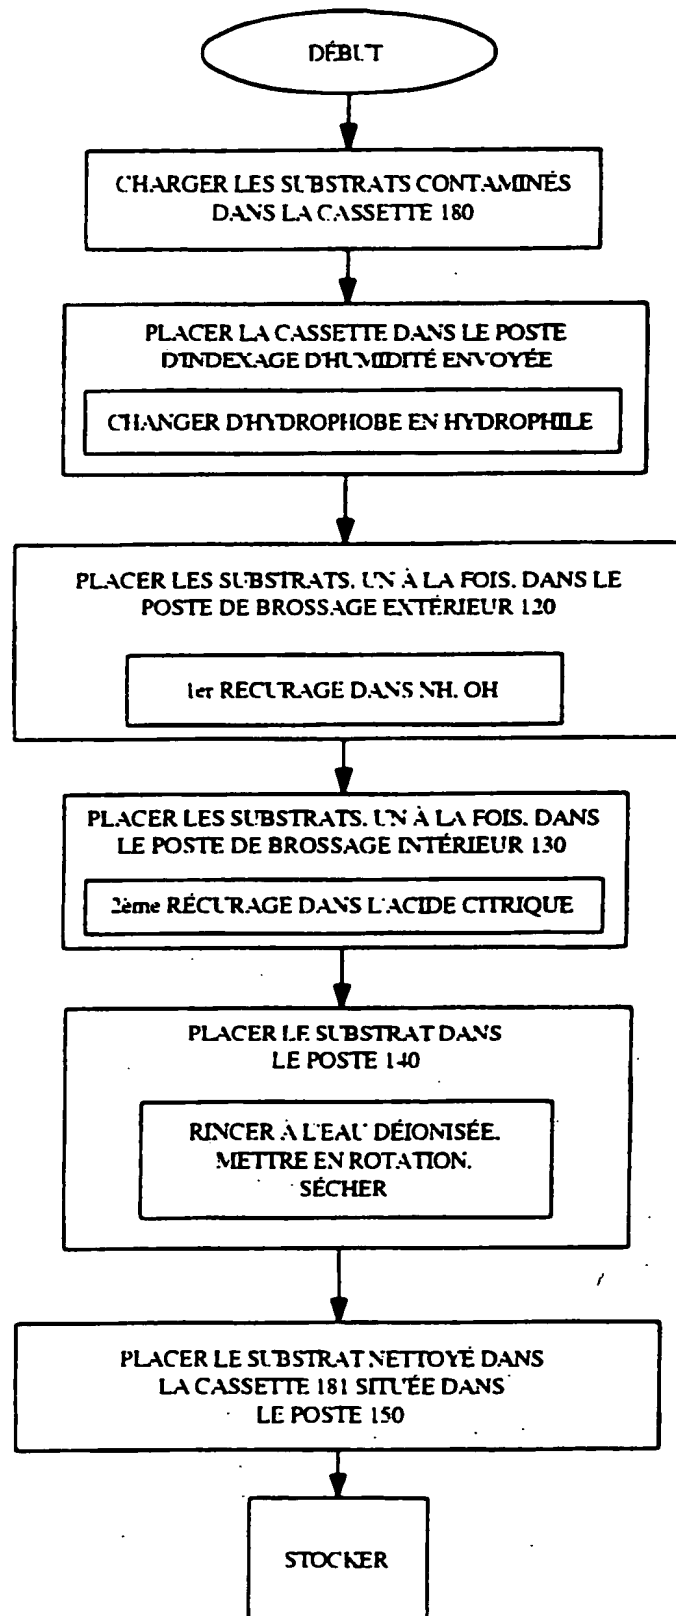 DÉBUT
CHARGER LES SUBSTRATS CONTAMINÉS
DANS LA CASSETTE 180
PLACER LA CASSETTE DANS LE POSTE
D'INDEXAGE D'HUMIDITÉ ENVOYÉE
CHANGER D'HYDROPHOBE EN HYDROPHILE
PLACER LES SUBSTRATS, UN À LA FOIS, DANS LE
POSTE DE BROSSAGE EXTÉRIEUR 120
1er RECURAGE DANS NH. OH
PLACER LES SUBSTRATS, UN À LA FOIS, DANS
LE POSTE DE BROSSAGE INTÉRIEUR 130
2ème RÉCURAGE DANS L'ACIDE CITRIQUE
PLACER LE SUBSTRAT DANS
LE POSTE 140
RINCER À L'EAU DÉIONISÉE,
METTRE EN ROTATION,
SÉCHER
PLACER LE SUBSTRAT NETTOYÉ DANS
LA CASSETTE 181 SITUÉE DANS
LE POSTE 150
STOCKER